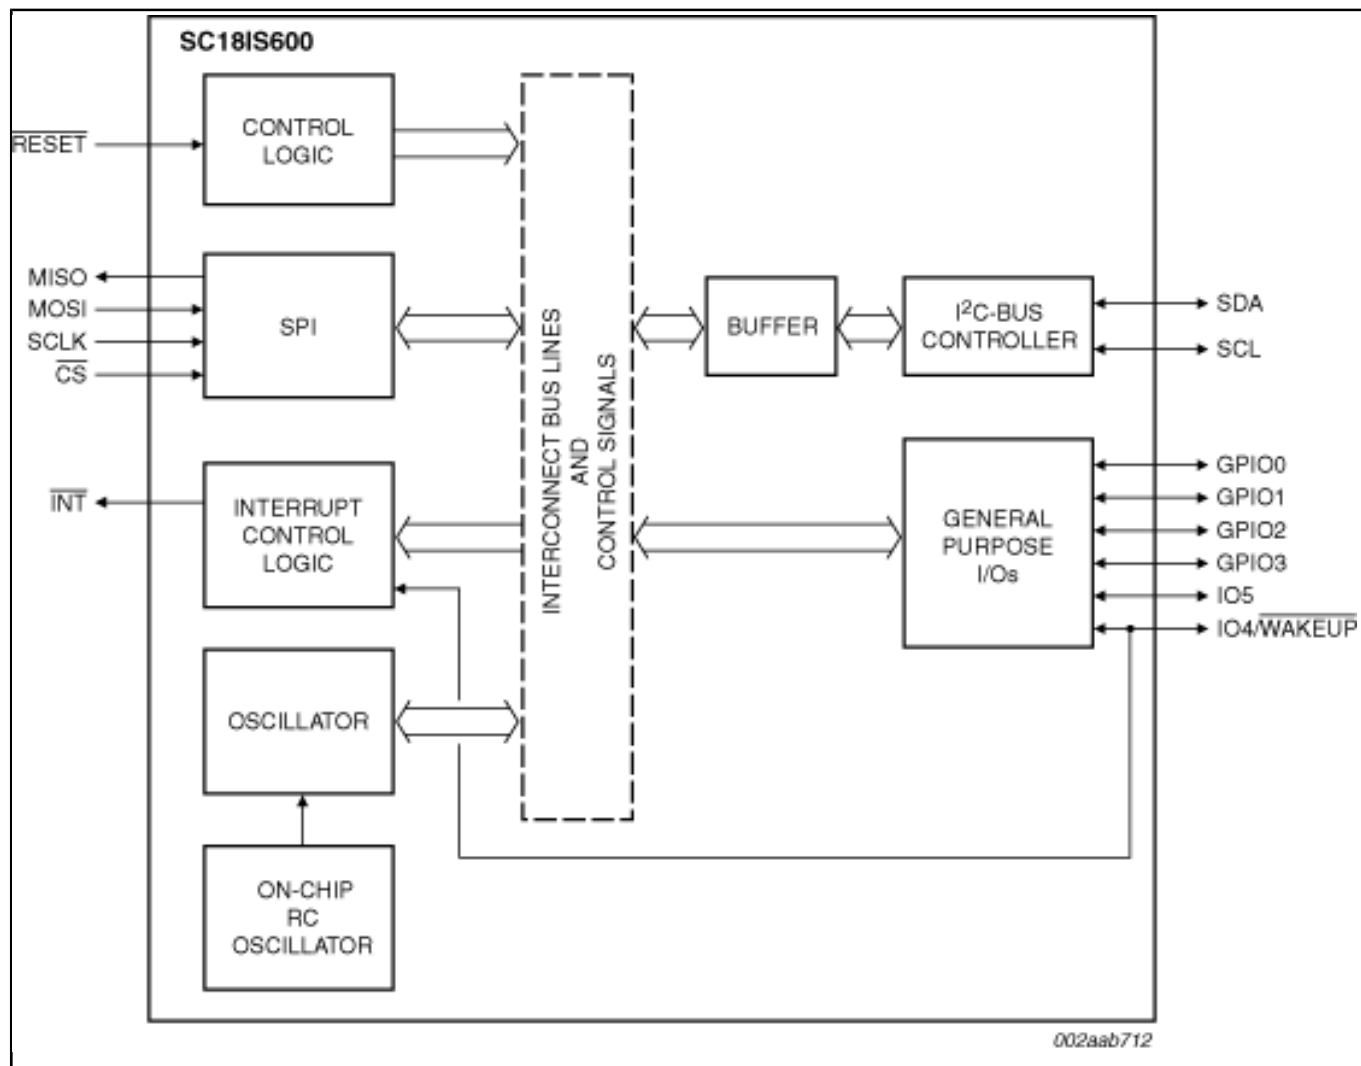 SC18IS600
CONTROL
LOGIC
RESET
MISO
MOSI
SCLK
CS
SPI
INT
INTERRUPT
CONTROL
LOGIC
OSCILLATOR
ON-CHIP
RC
OSCILLATOR
INTERCONNECT BUS LINES
AND
CONTROL SIGNALS
BUFFER
I²C-BUS
CONTROLLER
SDA
SCL
GENERAL
PURPOSE
I/Os
GPIO0
GPIO1
GPIO2
GPIO3
IO5
IO4/WAKEUP
002aab712